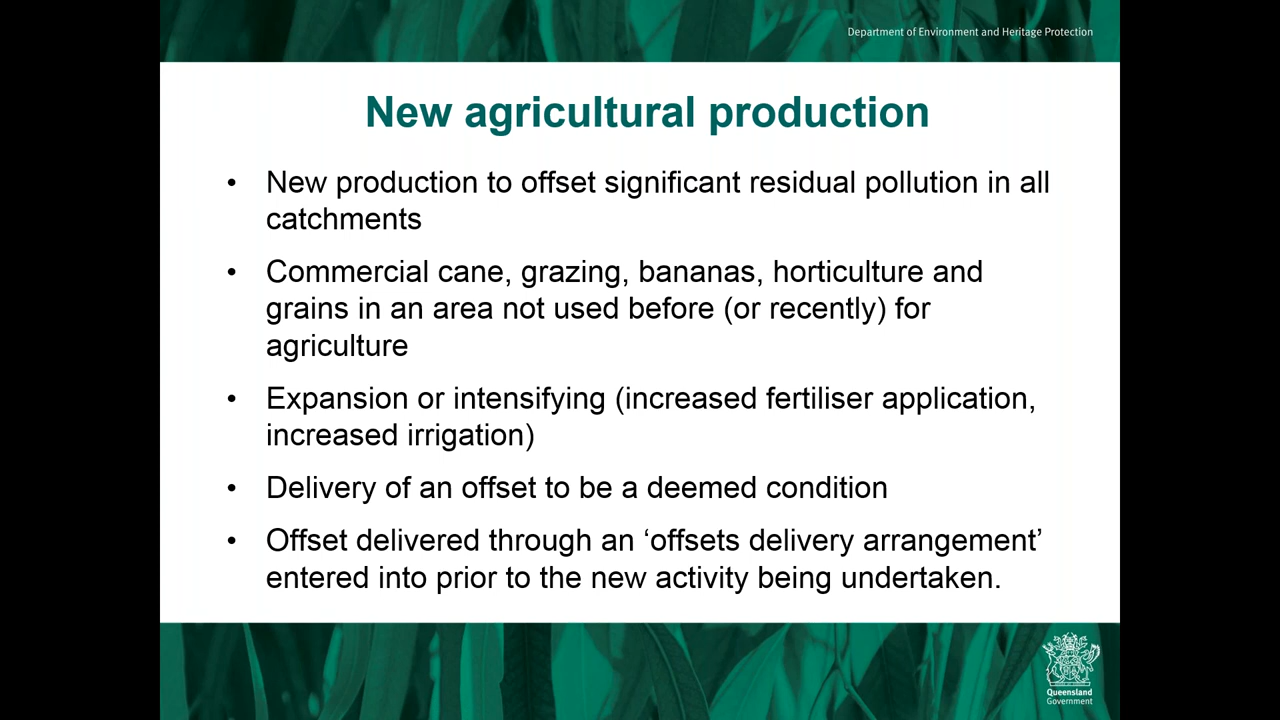 Department of Environment and Heritage Protection
New agricultural production
• New production to offset significant residual pollution in all
catchments
• Commercial cane, grazing, bananas, horticulture and
grains in an area not used before (or recently) for
agriculture
• Expansion or intensifying (increased fertiliser application,
increased irrigation)
• Delivery of an offset to be a deemed condition
• Offset delivered through an ‘offsets delivery arrangement’
entered into prior to the new activity being undertaken.
Queensland
Government